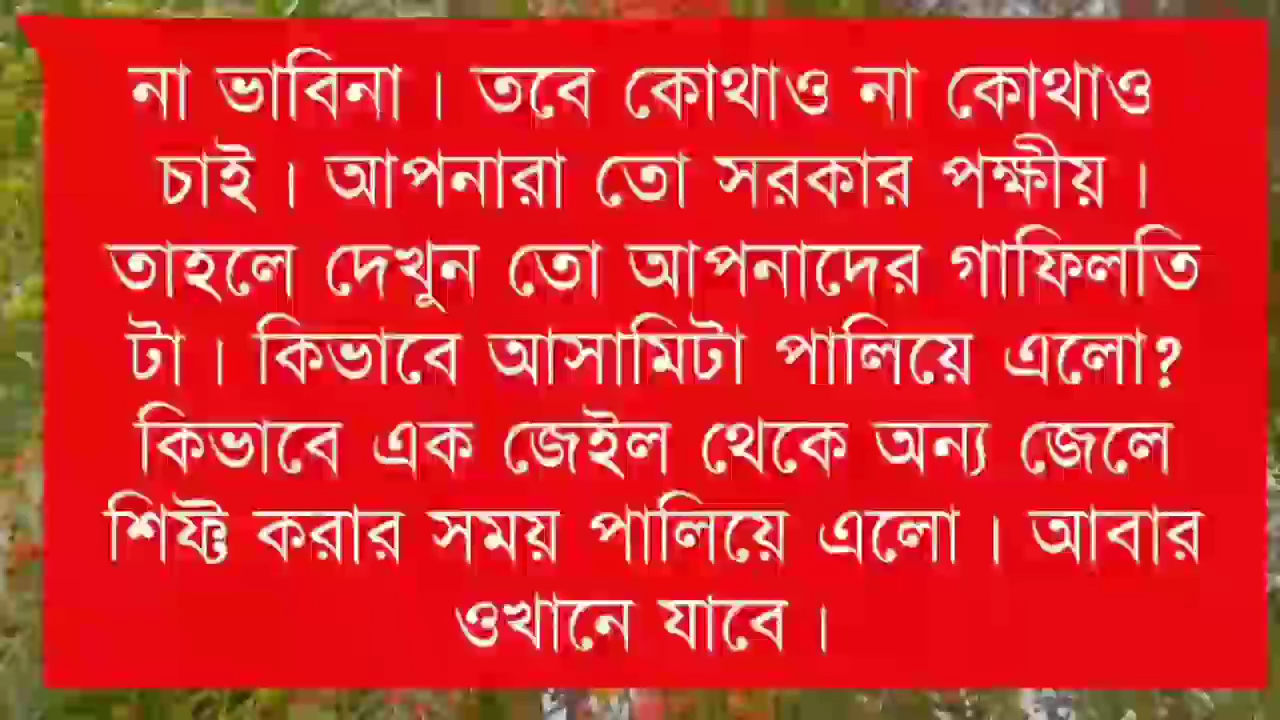 না ভাবিনা। তবে কোথাও না কোথাও
চাই। আপনারা তো সরকার পক্ষীয়।
তাহলে দেখুন তো আপনাদের গাফিলতি
টা। কিভাবে আসামিটা পালিয়ে এলো?
কিভাবে এক জেইল থেকে অন্য জেলে
শিফ্ট করার সময় পালিয়ে এলো। আবার
ওখানে যাবে।